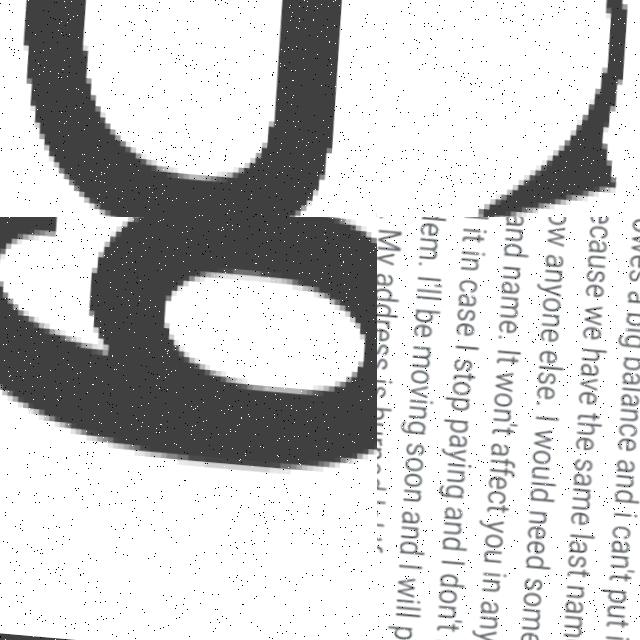 owes a big balance and i can't put
ecause we have the same last nam
ow anyone else. I would need some
and name. It won't affect you in any
it in case I stop paying and I don't
lem. I'll be moving soon and I will p
My address is